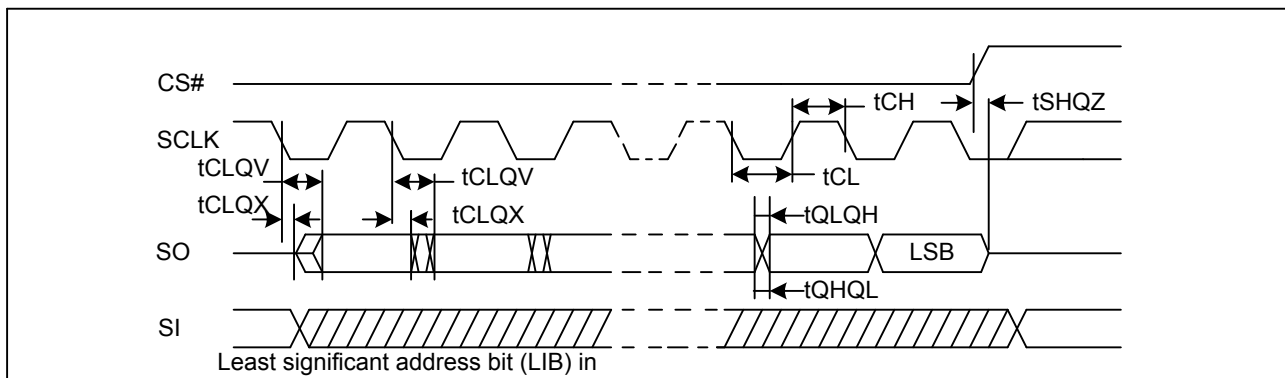 CS#
tCH
tSHQZ
SCLK
tCLQV
tCLQV
tCL
tCLQX
tCLQX
tQLQH
SO
LSB
tQHQL
SI
Least significant address bit (LIB) in